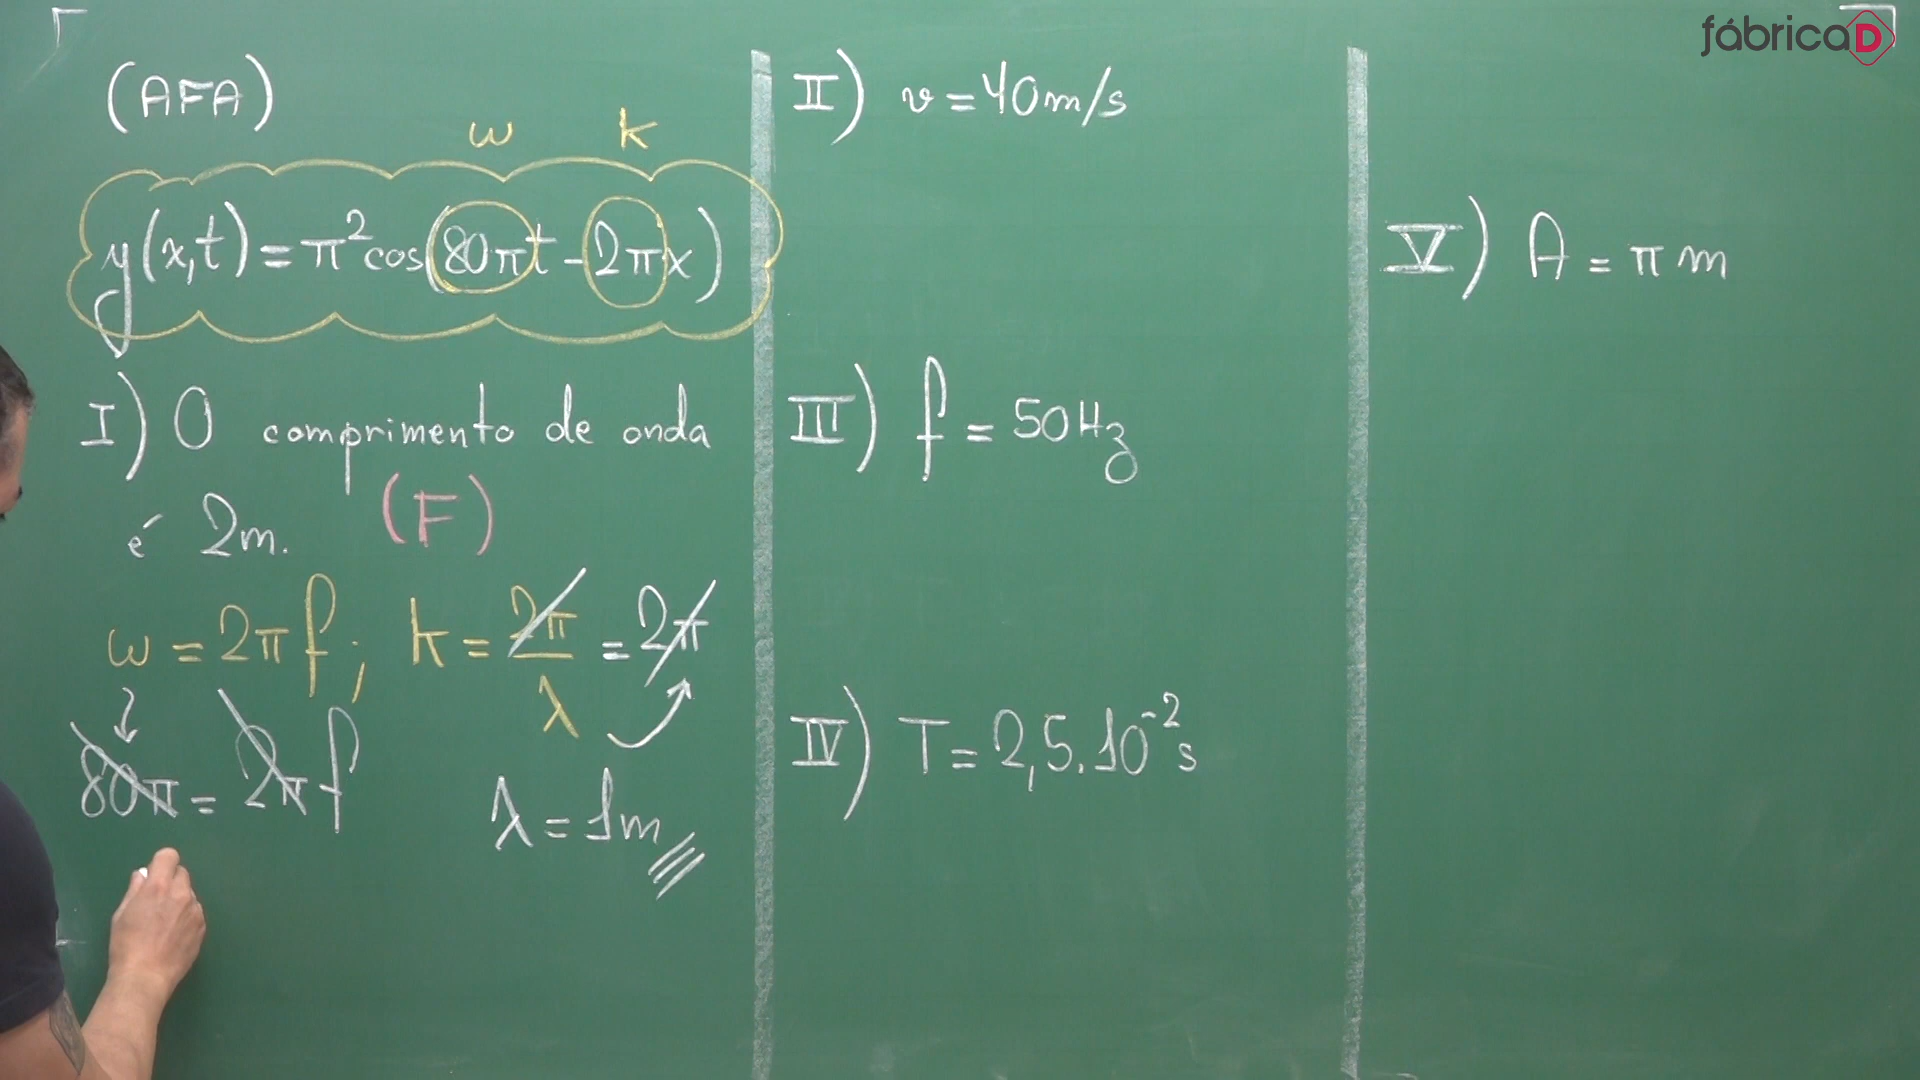 (AFA)
ω k
y(x,t) = π² cos(80πt - 2πx)
I) O comprimento de onda
é 2m. (F)
ω = 2πf; k = 2π/λ = 2π
80π = 2πf
λ = 1m
II) v = 40m/s
III) f = 50Hz
IV) T = 2,5.10⁻²s
V) A = π m
fábricaD